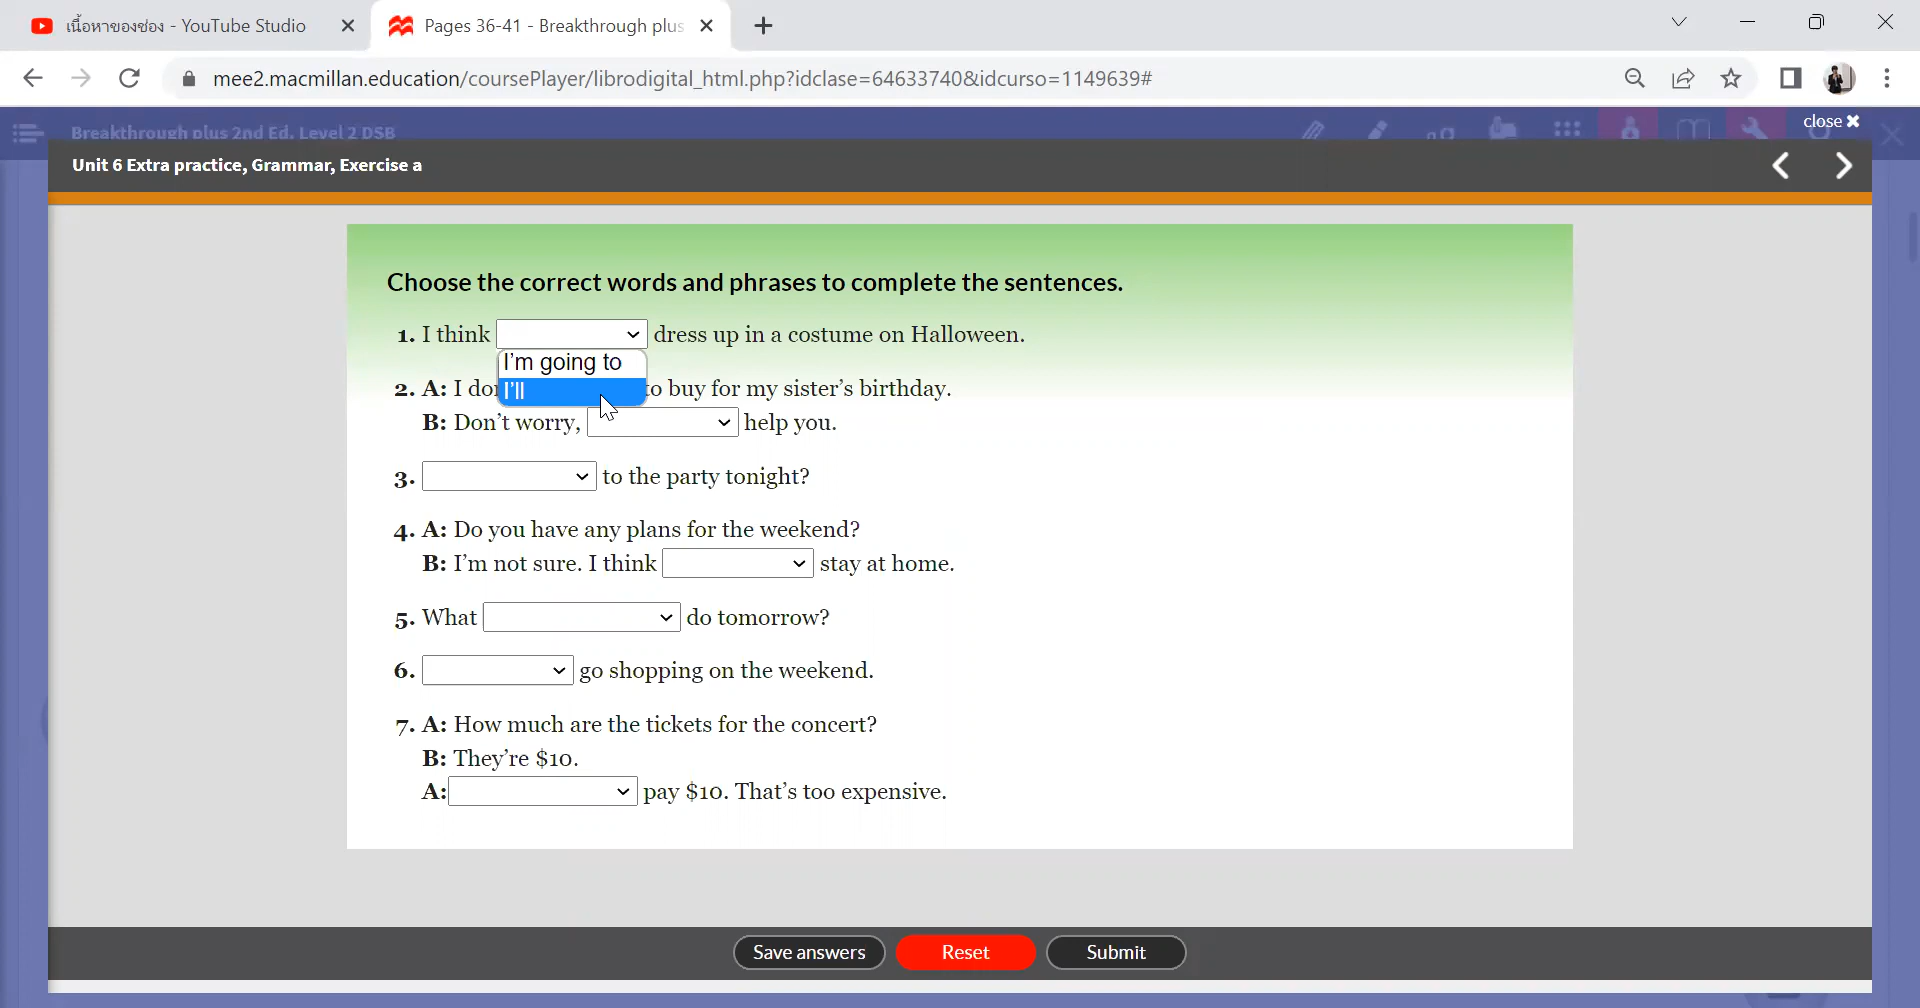 เนื้อหาของช่อง - YouTube Studio
Pages 36-41 - Breakthrough plus
mee2.macmillan.education/coursePlayer/librodigital_html.php?idclase=64633740&idcurso=1149639#
Breakthrough plus 2nd Ed. Level 2 DSB
close
Unit 6 Extra practice, Grammar, Exercise a
Choose the correct words and phrases to complete the sentences.
1. I think dress up in a costume on Halloween.
I'm going to
I'll
2. A: I don to buy for my sister's birthday.
B: Don't worry, help you.
3. to the party tonight?
4. A: Do you have any plans for the weekend?
B: I'm not sure. I think stay at home.
5. What do tomorrow?
6. go shopping on the weekend.
7. A: How much are the tickets for the concert?
B: They're $10.
A: pay $10. That's too expensive.
Save answers
Reset
Submit